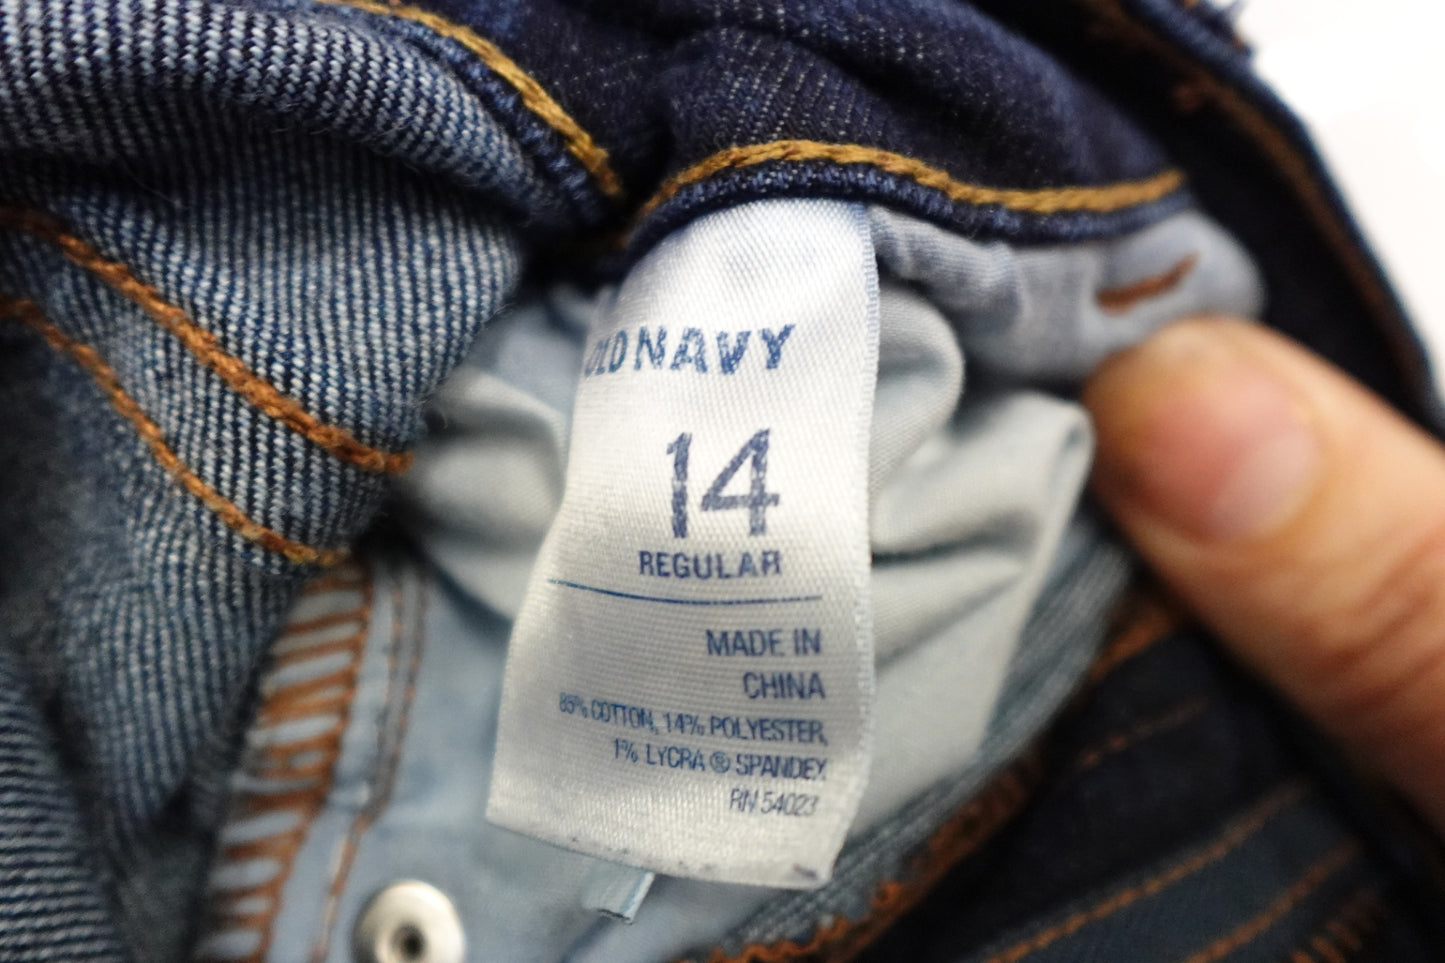 OLD NAVY
14
REGULAR
MADE IN
CHINA
85% COTTON, 14% POLYESTER,
1% LYCRA ® SPANDEX
RN 54023